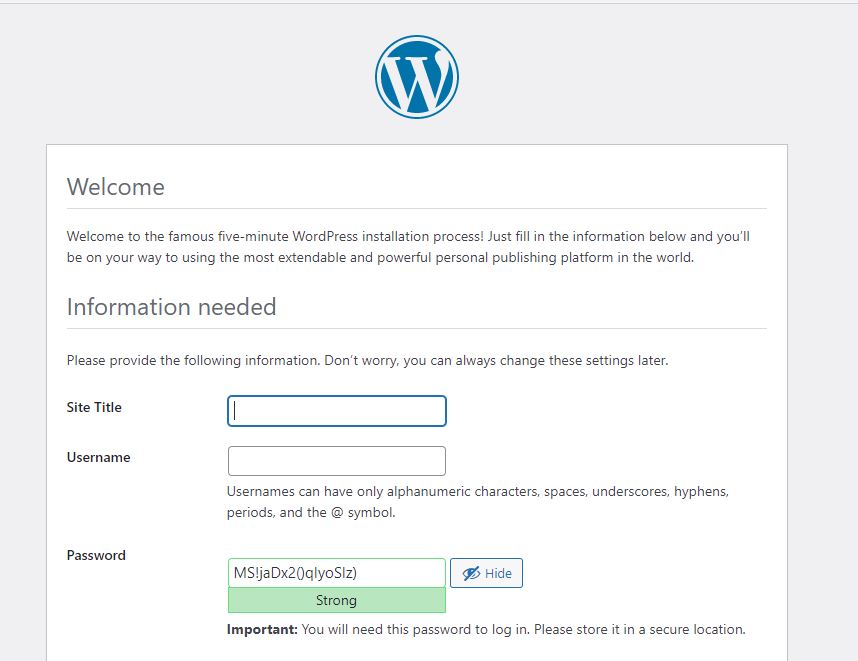 Welcome
Welcome to the famous five-minute WordPress installation process! Just fill in the information below and you’ll
be on your way to using the most extendable and powerful personal publishing platform in the world.
Information needed
Please provide the following information. Don’t worry, you can always change these settings later.
Site Title
Username
Usernames can have only alphanumeric characters, spaces, underscores, hyphens,
periods, and the @ symbol.
Password
MS!jaDx2()qIyoSlz) Hide
Strong
Important: You will need this password to log in. Please store it in a secure location.